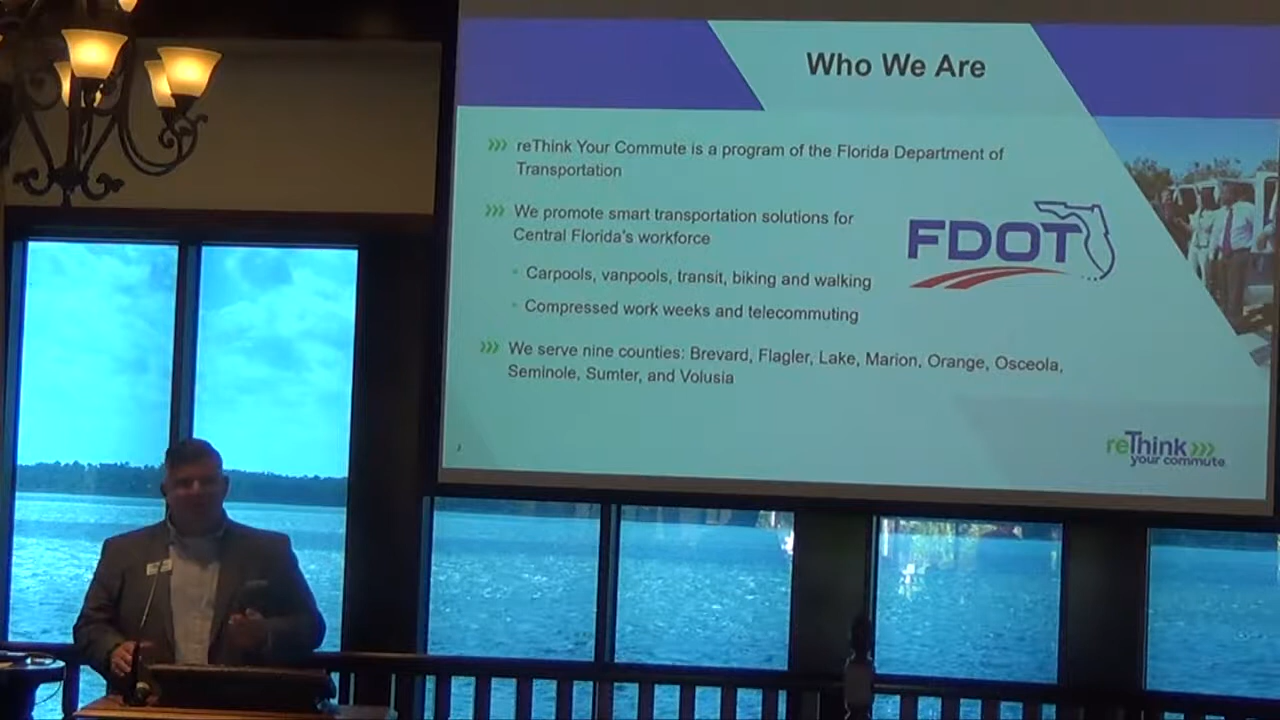 Who We Are
reThink Your Commute is a program of the Florida Department of
Transportation
We promote smart transportation solutions for
Central Florida's workforce
Carpools, vanpools, transit, biking and walking
Compressed work weeks and telecommuting
FDOT
We serve nine counties: Brevard, Flagler, Lake, Marion, Orange, Osceola,
Seminole, Sumter, and Volusia
reThink
your commute